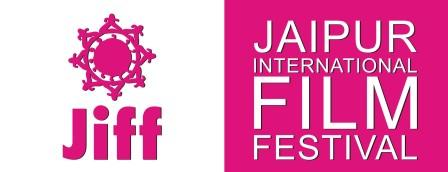 Jiff
JAIPUR
INTERNATIONAL
FILM
FESTIVAL